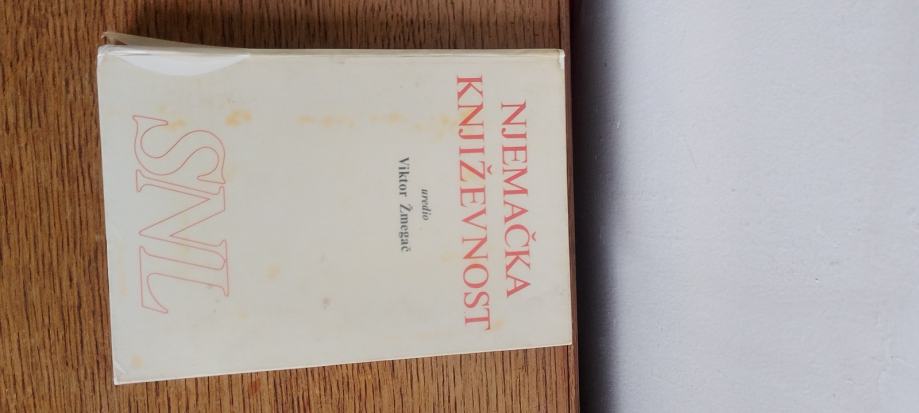 NJEMAČKA
KNJIŽEVNOST
uredio
Viktor Žmegač
SNL